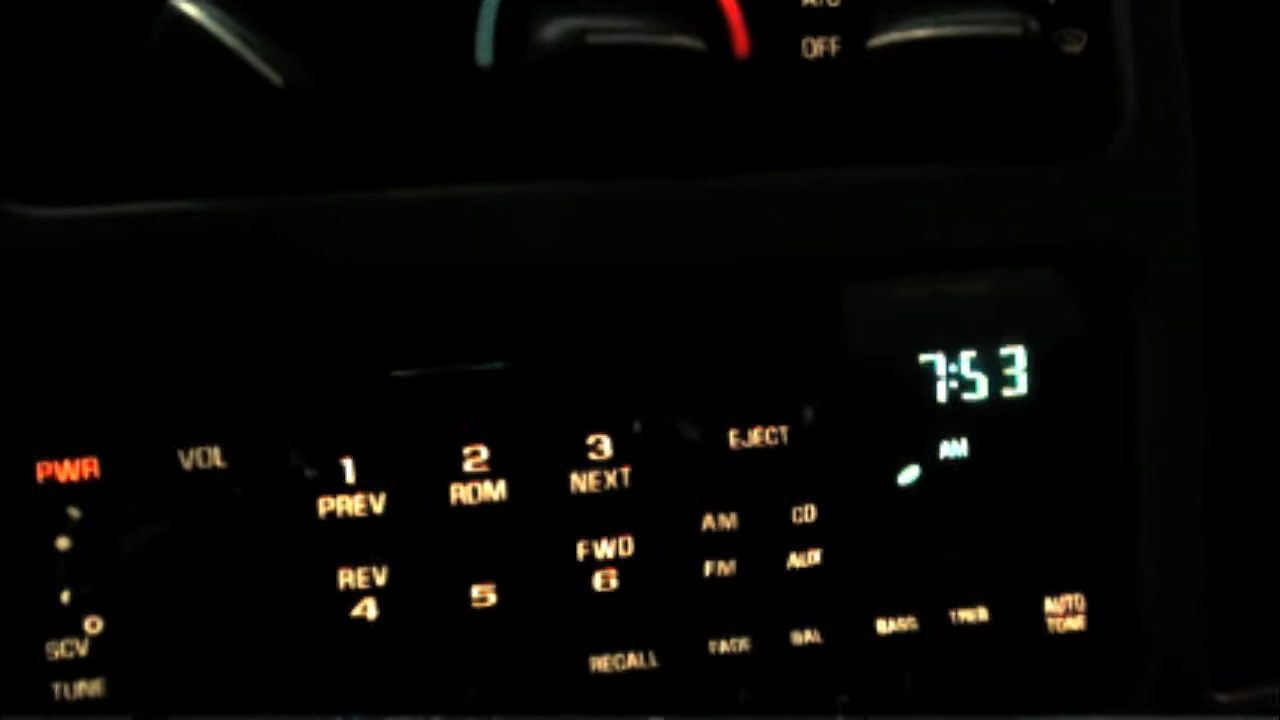 A/C
OFF
7:53
AM
PWR VOL
1 2 3 EJECT
PREV RDM NEXT
AM CD
FM AUX
REV FWD
4 5 6
SCV
TUNE
RECALL FADE BAL BASS TREB AUTO
TONE